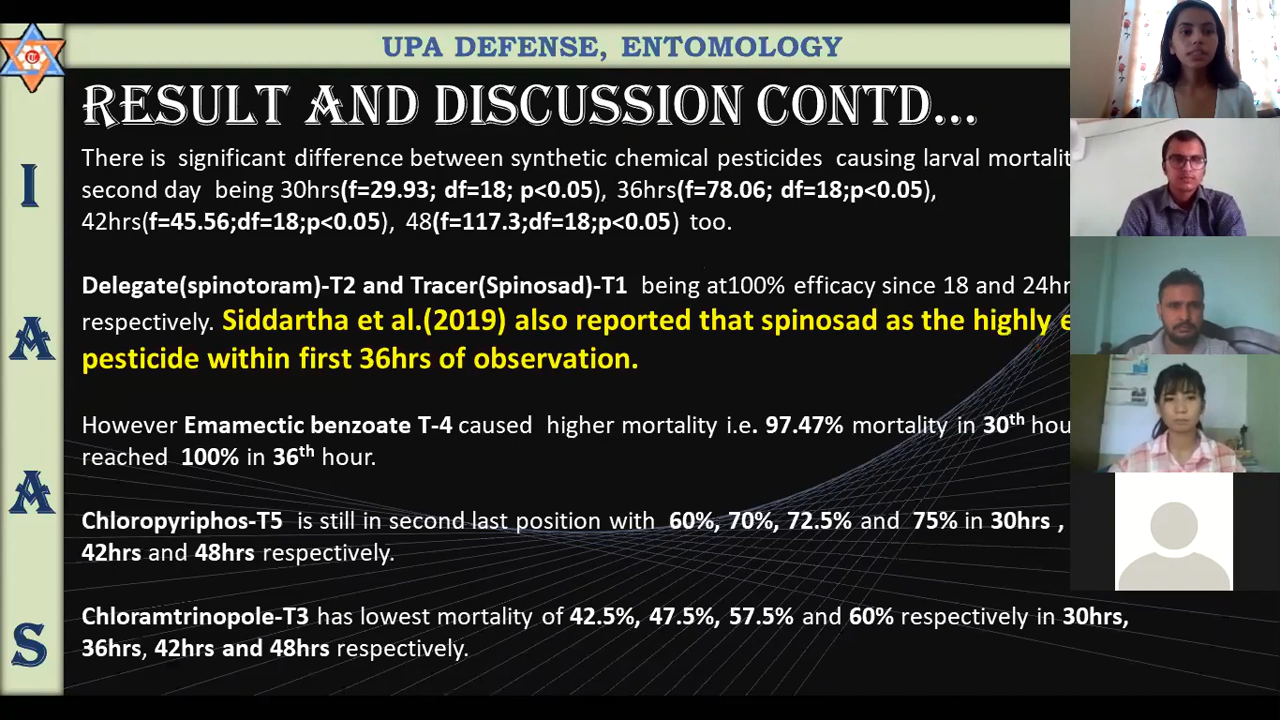 UPA DEFENSE, ENTOMOLOGY
RESULT AND DISCUSSION CONTD...
There is significant difference between synthetic chemical pesticides causing larval mortalit
second day being 30hrs(f=29.93; df=18; p<0.05), 36hrs(f=78.06; df=18;p<0.05),
42hrs(f=45.56;df=18;p<0.05), 48(f=117.3;df=18;p<0.05) too.
Delegate(spinotoram)-T2 and Tracer(Spinosad)-T1 being at100% efficacy since 18 and 24hr
respectively. Siddartha et al.(2019) also reported that spinosad as the highly
pesticide within first 36hrs of observation.
However Emamectic benzoate T-4 caused higher mortality i.e. 97.47% mortality in 30th hou
reached 100% in 36th hour.
Chloropyriphos-T5 is still in second last position with 60%, 70%, 72.5% and 75% in 30hrs ,
42hrs and 48hrs respectively.
Chloramtrinopole-T3 has lowest mortality of 42.5%, 47.5%, 57.5% and 60% respectively in 30hrs,
36hrs, 42hrs and 48hrs respectively.
I
A
A
S